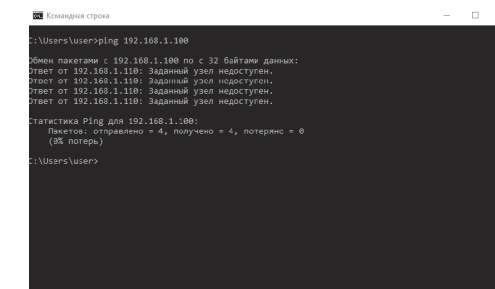 Командная строка
C:\Users\user>ping 192.168.1.100
Обмен пакетами с 192.168.1.100 по с 32 байтами данных:
Ответ от 192.168.1.110: Заданный узел недоступен.
Ответ от 192.168.1.110: Заданный узел недоступен.
Ответ от 192.168.1.110: Заданный узел недоступен.
Ответ от 192.168.1.110: Заданный узел недоступен.
Статистика Ping для 192.168.1.100:
Пакетов: отправлено = 4, получено = 4, потеряно = 0
(0% потерь)
C:\Users\user>